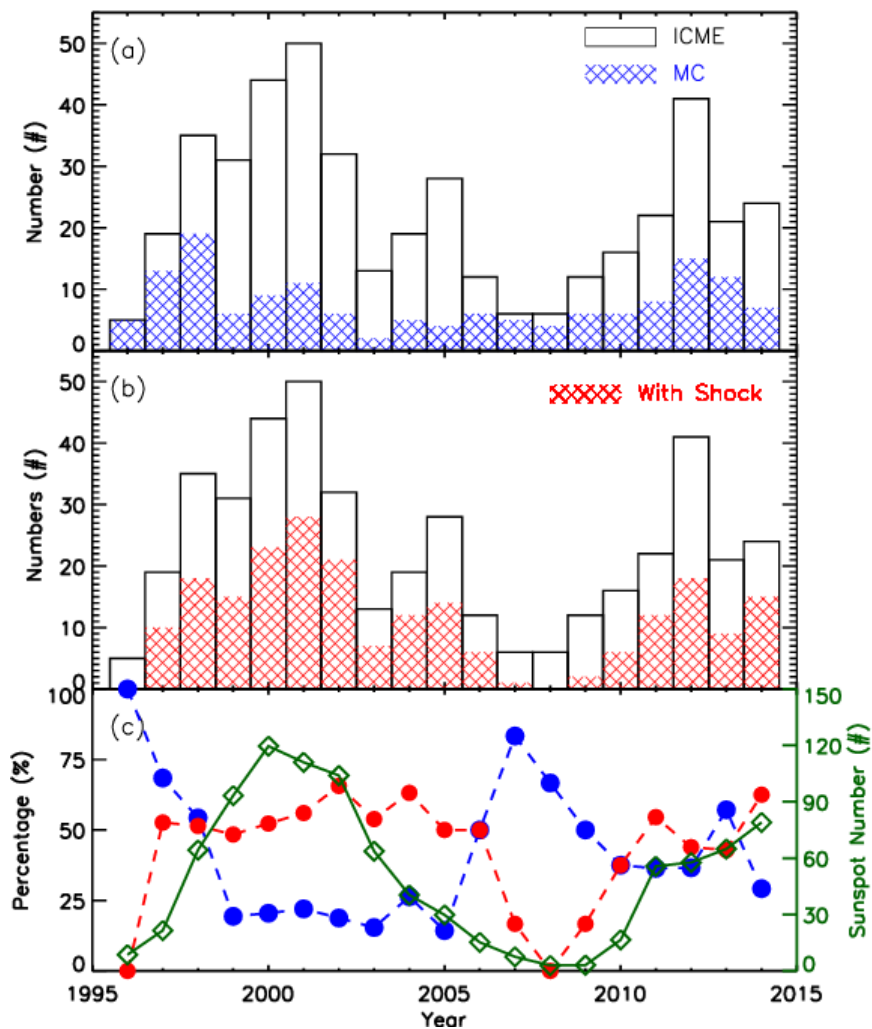 (a)
ICME
MC
50
40
30
20
10
0
Number (#)
(b)
With Shock
50
40
30
20
10
0
Numbers (#)
(c)
100
75
50
25
0
Percentage (%)
150
120
90
60
30
0
Sunspot Number (#)
1995 2000 2005 2010 2015
Year